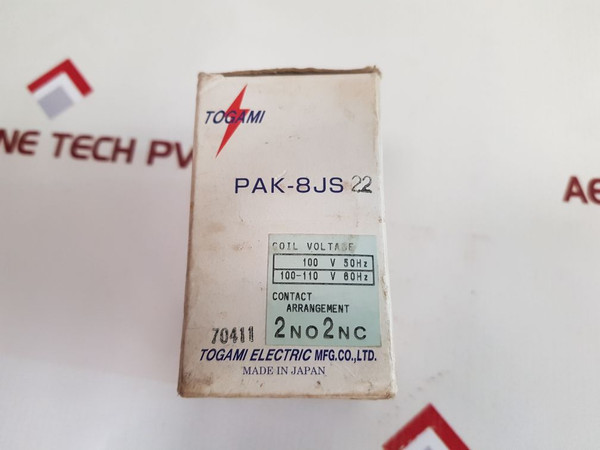 TOGAMI
PAK-8JS 22
COIL VOLTAGE
100 V 50Hz
100-110 V 60Hz
CONTACT
ARRANGEMENT
2NO2NC
70411
TOGAMI ELECTRIC MFG.CO.,LTD.
MADE IN JAPAN
NE TECH PV